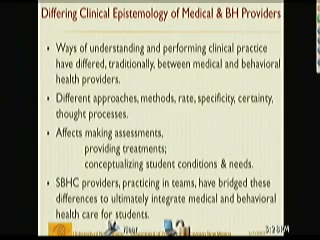 Differing Clinical Epistemology of Medical & BH Providers
• Ways of understanding and performing clinical practice
have differed, traditionally, between medical and behavioral
health providers.
• Different approaches, methods, rate, specificity, certainty,
thought processes.
• Affects making assessments,
providing treatments;
conceptualizing student conditions & needs.
• SBHC providers, practicing in teams, have bridged these
differences to ultimately integrate medical and behavioral
health care for students.